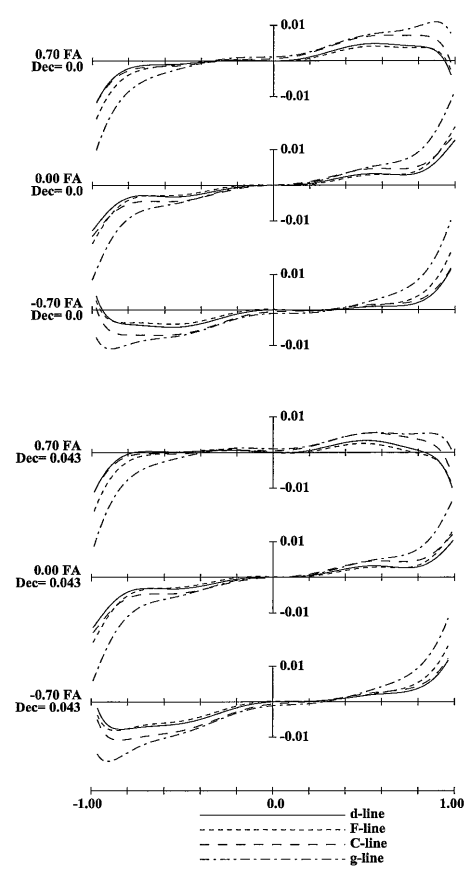 0.01
0.70 FA
Dec= 0.0
-0.01
0.01
0.00 FA
Dec= 0.0
-0.01
0.01
-0.70 FA
Dec= 0.0
-0.01
0.01
0.70 FA
Dec= 0.043
-0.01
0.01
0.00 FA
Dec= 0.043
-0.01
0.01
-0.70 FA
Dec= 0.043
-0.01
-1.00 0.0 1.00
d-line
F-line
C-line
g-line